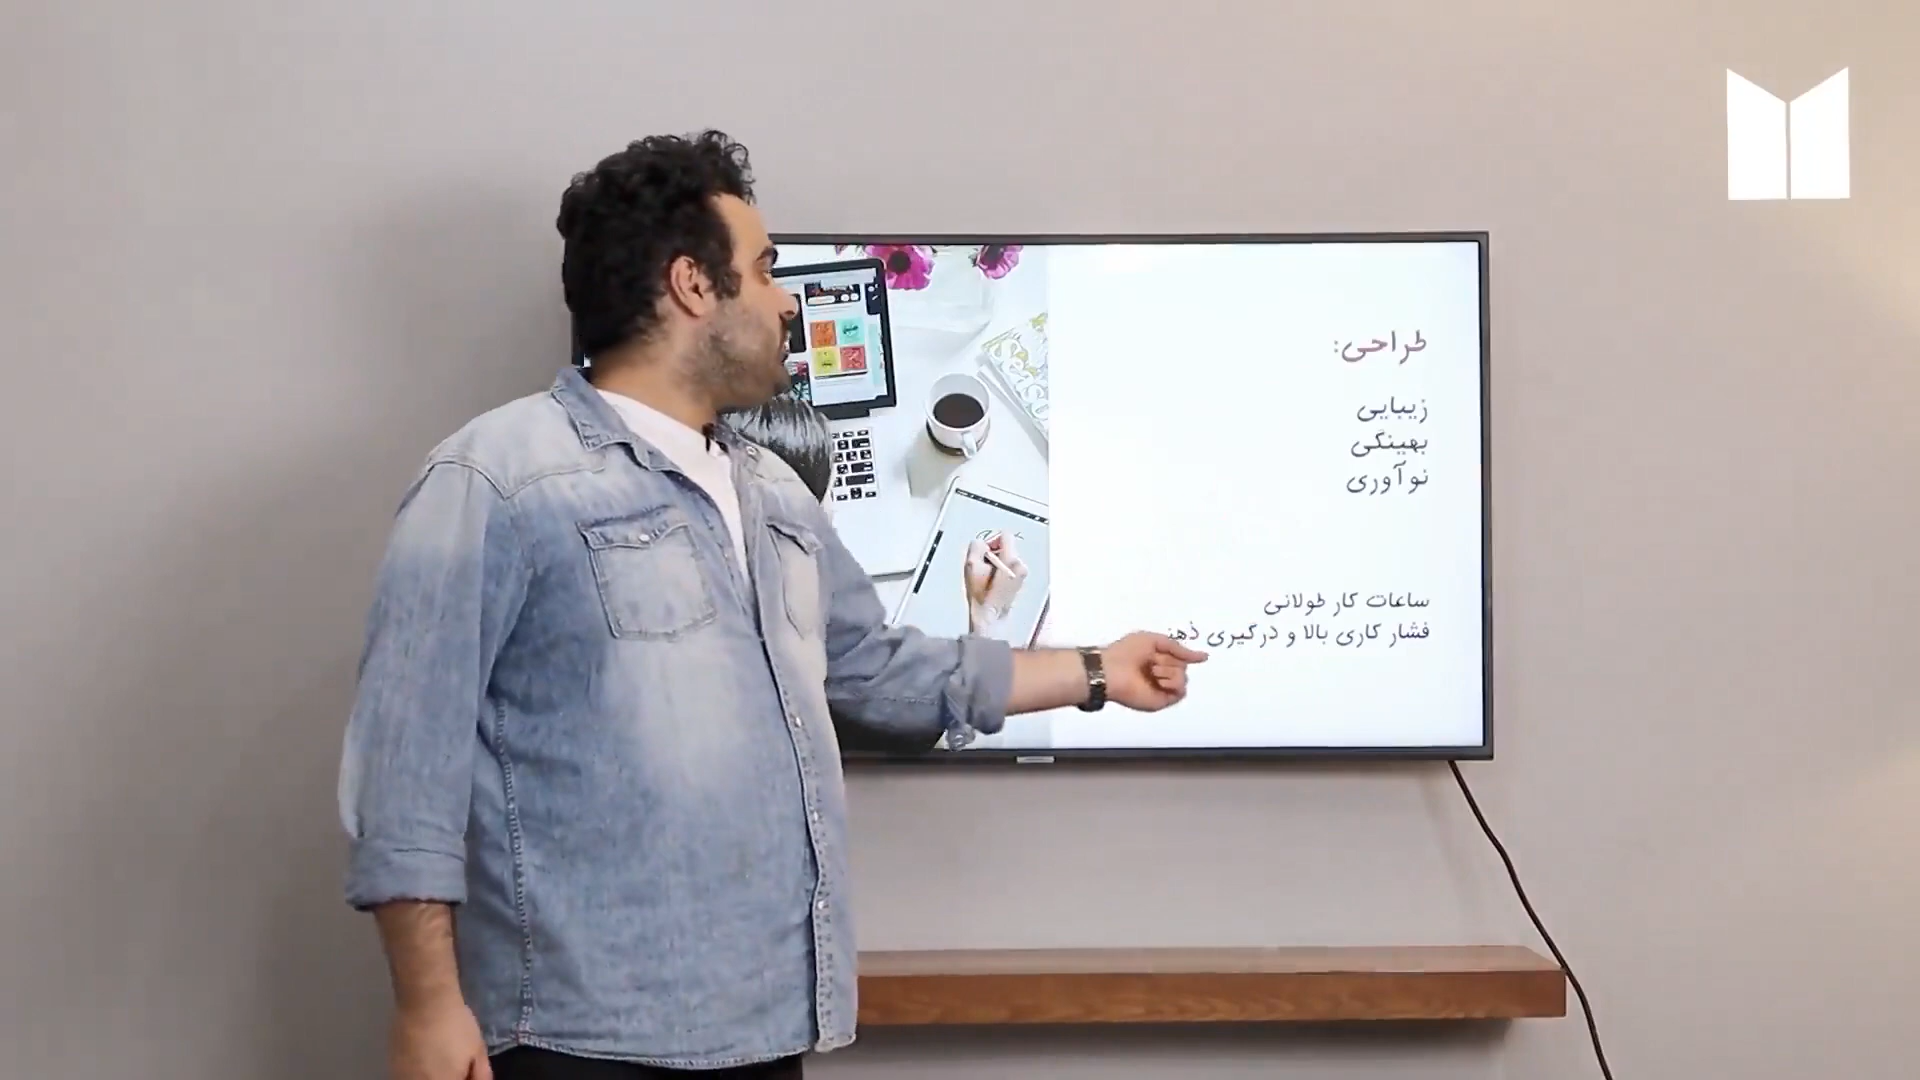 طراحی:
زیبایی
بهینگی
نوآوری
ساعات کار طولانی
فشار کاری بالا و درگیری